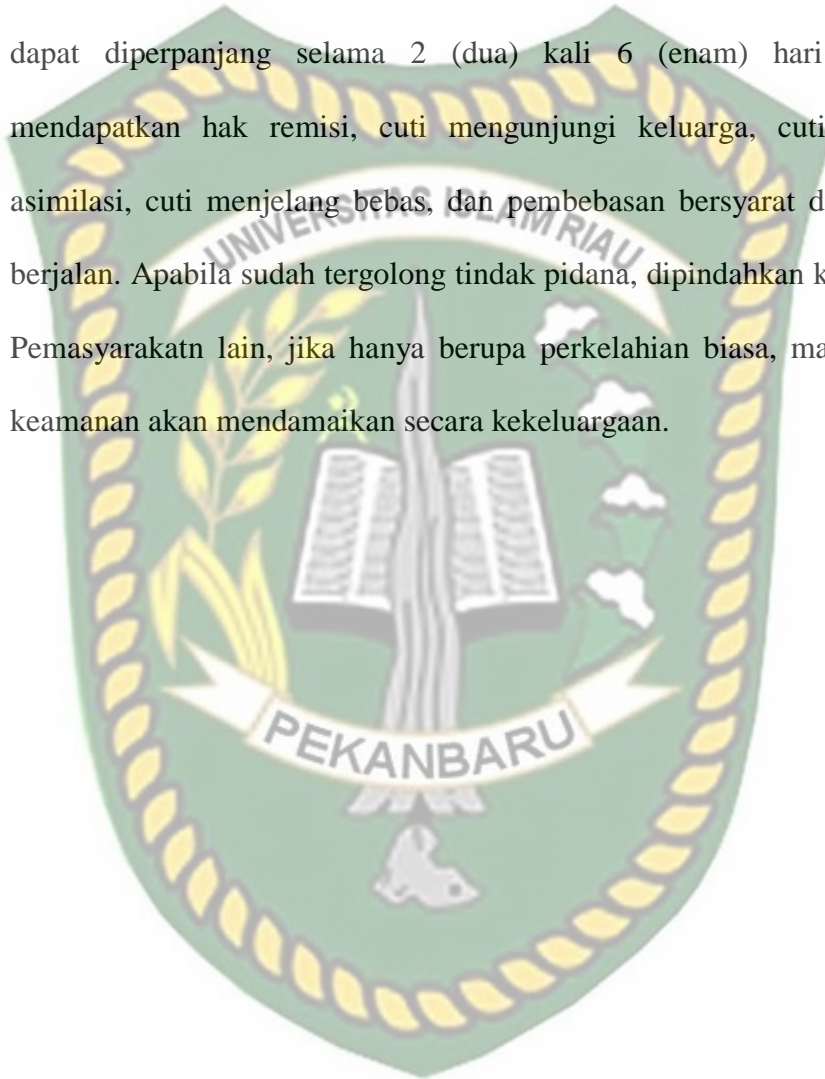 dapat diperpanjang selama 2 (dua) kali 6 (enam) hari
mendapatkan hak remisi, cuti mengunjungi keluarga, cuti
asimilasi, cuti menjelang bebas, dan pembebasan bersyarat d
UNIVERSITAS ISLAM RIAU
berjalan. Apabila sudah tergolong tindak pidana, dipindahkan k
Pemasyarakatn lain, jika hanya berupa perkelahian biasa, ma
keamanan akan mendamaikan secara kekeluargaan.
PEKANBARU